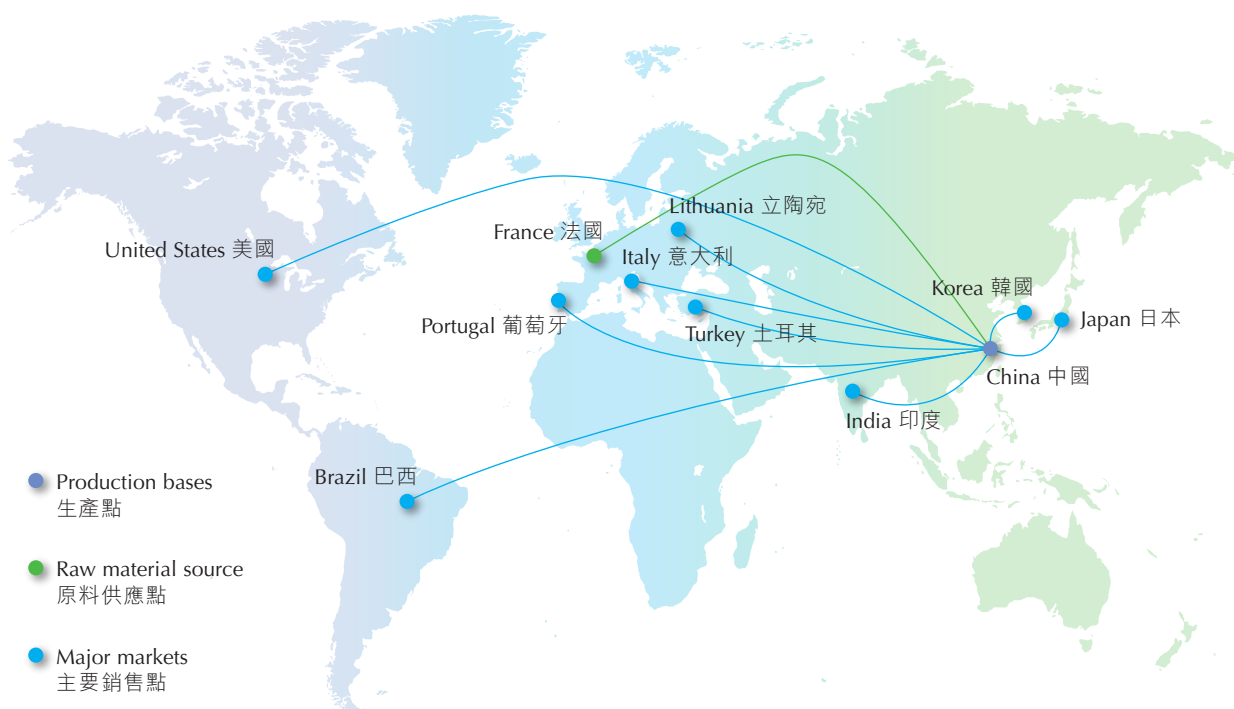 Lithuania 立陶宛
France 法國
United States 美國
Italy 意大利
Korea 韓國
Portugal 葡萄牙
Turkey 土耳其
Japan 日本
China 中國
India 印度
Brazil 巴西
Production bases
生產點
Raw material source
原料供應點
Major markets
主要銷售點